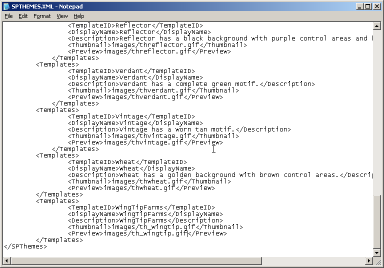 SPTHEMES.XML - Notepad
File Edit Format View Help
<TemplateID>Reflector</TemplateID>
<DisplayName>Reflector</DisplayName>
<Description>Reflector has a black background with purple control areas and
<Thumbnail>images/threflector.gif</Thumbnail>
<Preview>images/threflector.gif</Preview>
</Templates>
<Templates>
<TemplateID>verdant</TemplateID>
<DisplayName>Verdant</DisplayName>
<Description>Verdant has a complete green motif.</Description>
<Thumbnail>images/thverdant.gif</Thumbnail>
<Preview>images/thverdant.gif</Preview>
</Templates>
<Templates>
<TemplateID>Vintage</TemplateID>
<DisplayName>Vintage</DisplayName>
<Description>Vintage has a worn tan motif.</Description>
<Thumbnail>images/thvintage.gif</Thumbnail>
<Preview>images/thvintage.gif</Preview>
</Templates>
<Templates>
<TemplateID>Wheat</TemplateID>
<DisplayName>Wheat</DisplayName>
<Description>Wheat has a golden background with brown control areas.</Descrip
<Thumbnail>images/thwheat.gif</Thumbnail>
<Preview>images/thwheat.gif</Preview>
</Templates>
<Templates>
<TemplateID>WingTipFarms</TemplateID>
<DisplayName>WingTipFarms</DisplayName>
<Description>WingTipFarms</Description>
<Thumbnail>images/th_wingtip.gif</Thumbnail>
<Preview>images/th_wingtip.gif</Preview>
</Templates>
</SPThemes>